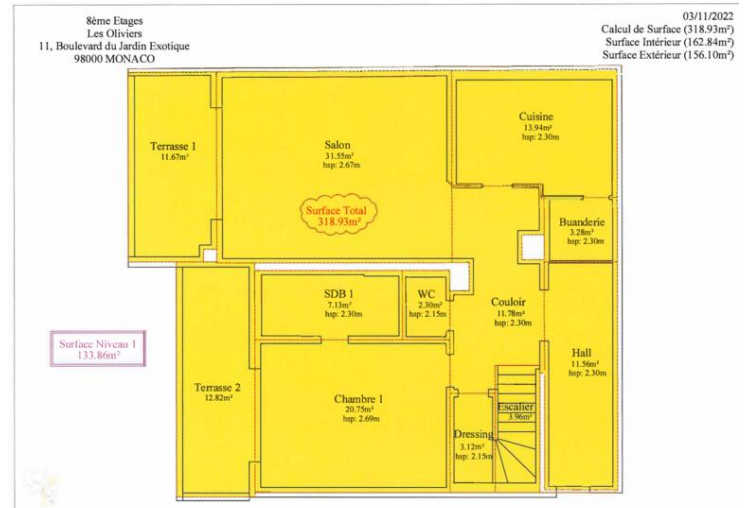 8ème Etages
Les Oliviers
11, Boulevard du Jardin Exotique
98000 MONACO
03/11/2022
Calcul de Surface (318.93m²)
Surface Intérieur (162.84m²)
Surface Extérieur (156.10m²)
Terrasse 1
11.67m²
Salon
31.55m²
hsp: 2.67m
Cuisine
13.94m²
hsp: 2.30m
Surface Total
318.93m²
Buanderie
3.28m²
hsp: 2.30m
SDB 1
7.13m²
hsp: 2.30m
WC
2.30m²
hsp: 2.15m
Couloir
11.78m²
hsp: 2.30m
Surface Niveau 1
133.86m²
Hall
11.56m²
hsp: 2.30m
Terrasse 2
12.82m²
Chambre 1
20.75m²
hsp: 2.69m
Escalier
3.96m²
Dressing
3.12m²
hsp: 2.15m